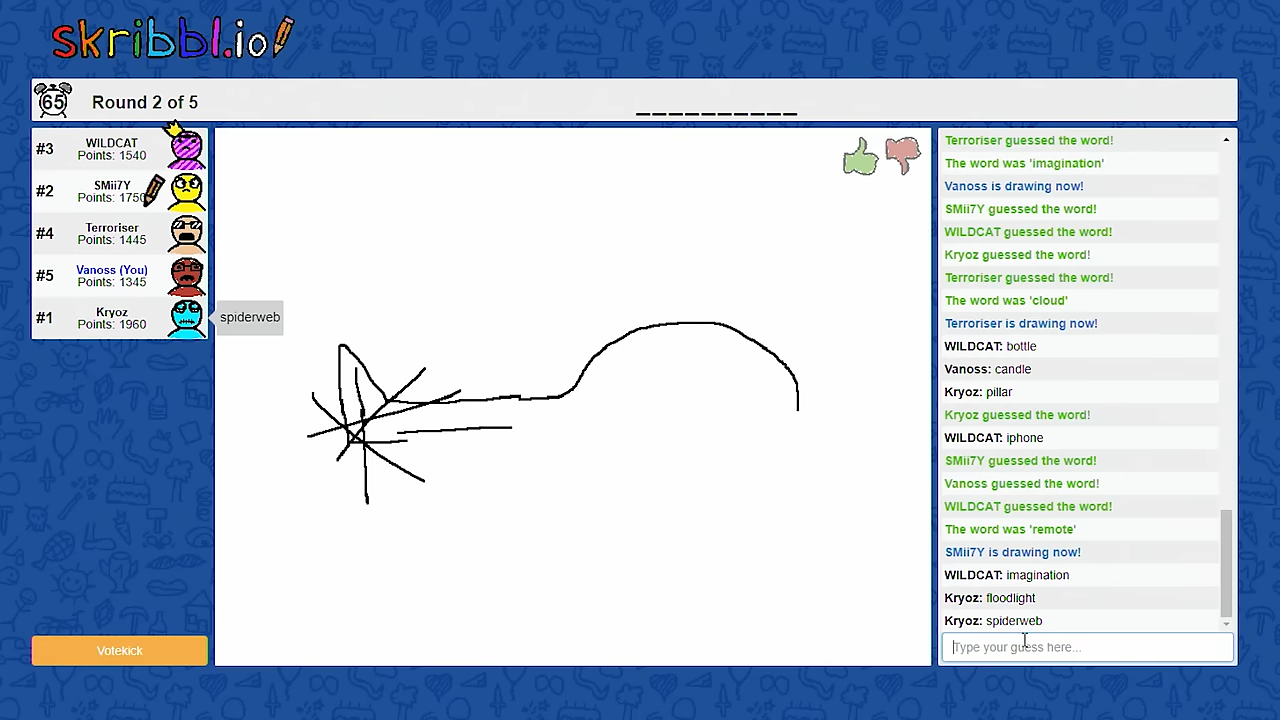 skribbl.io
65
Round 2 of 5
__________
#3
WILDCAT
Points: 1540
#2
SMii7Y
Points: 1750
#4
Terroriser
Points: 1445
#5
Vanoss (You)
Points: 1345
#1
Kryoz
Points: 1960
spiderweb
Votekick
Terroriser guessed the word!
The word was 'imagination'
Vanoss is drawing now!
SMii7Y guessed the word!
WILDCAT guessed the word!
Kryoz guessed the word!
Terroriser guessed the word!
The word was 'cloud'
Terroriser is drawing now!
WILDCAT: bottle
Vanoss: candle
Kryoz: pillar
Kryoz guessed the word!
WILDCAT: iphone
SMii7Y guessed the word!
Vanoss guessed the word!
WILDCAT guessed the word!
The word was 'remote'
SMii7Y is drawing now!
WILDCAT: imagination
Kryoz: floodlight
Kryoz: spiderweb
Type your guess here...